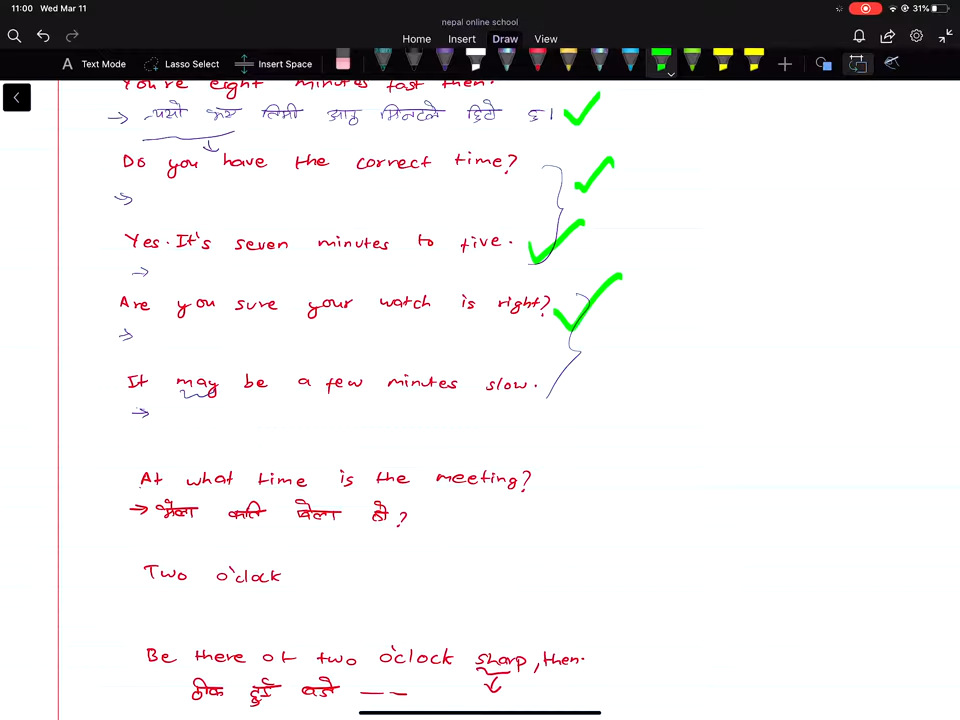 11:00 Wed Mar 11
31%
nepal online school
Home Insert Draw View
Text Mode Lasso Select Insert Space
You're eight minutes fast then.
→ त्यसो भए तिमी आठ मिनटले छिटो छ।
Do you have the correct time?
→
Yes. It's seven minutes to five.
→
Are you sure your watch is right?
→
It may be a few minutes slow.
→
At what time is the meeting?
→ भेला कति बेला हो?
Two o'clock
Be there at two o'clock sharp, then.
ठीक दुई बजे — —